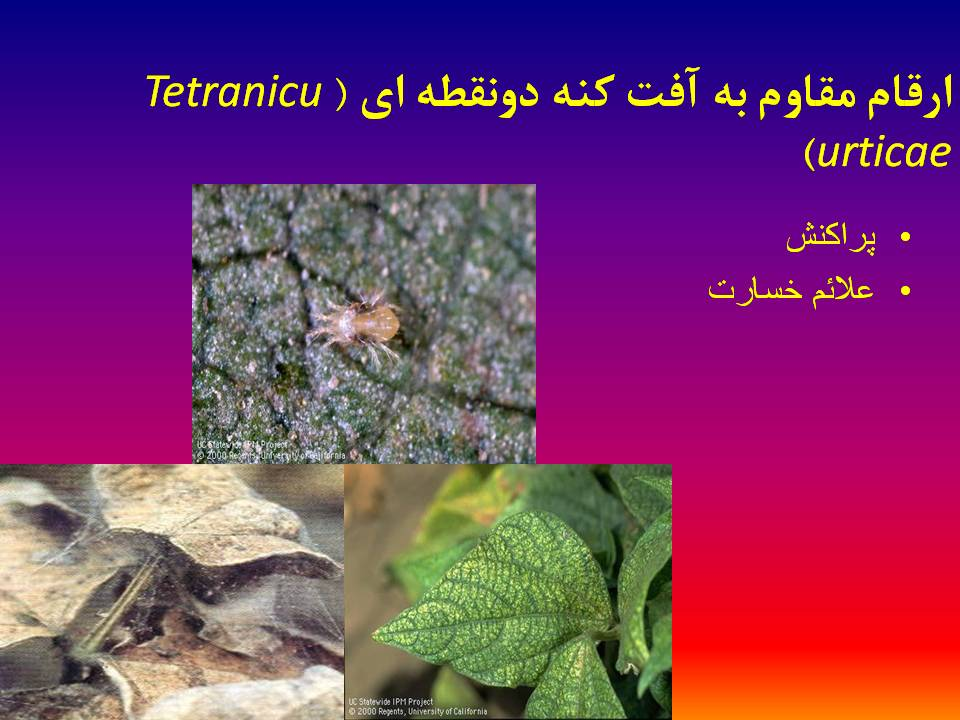 ارقام مقاوم به آفت کنه دونقطه ای ( Tetranicu
urticae)
• پراکنش
• علائم خسارت
UC Statewide IPM Project
© 2000 Regents, University of California
UC Statewide IPM Project
© 2000 Regents, University of California